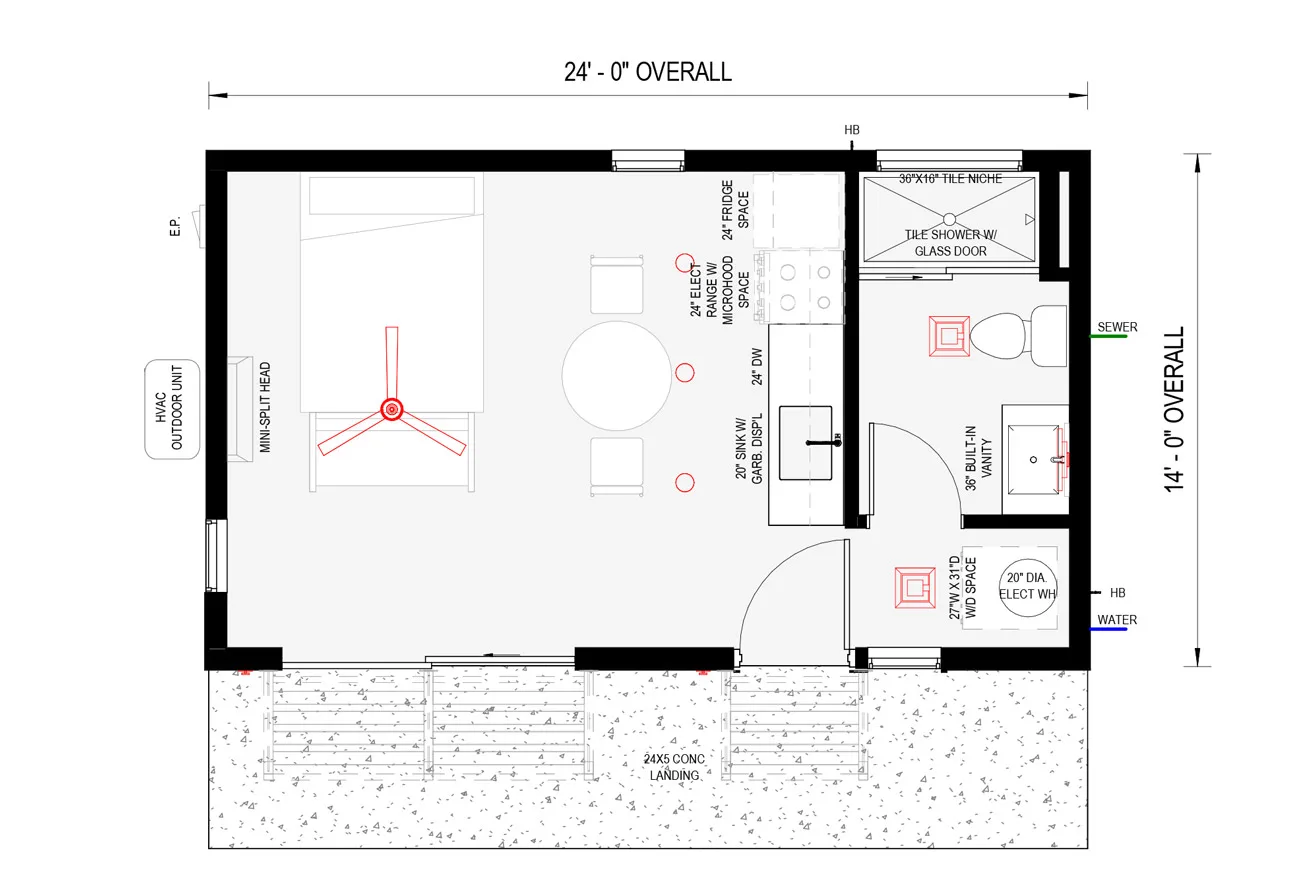 24' - 0" OVERALL
HB
36"X16" TILE NICHE
TILE SHOWER W/
GLASS DOOR
24" FRIDGE
SPACE
E.P.
24" ELECT
RANGE W/
MICROHOOD
SPACE
SEWER
14' - 0" OVERALL
HVAC
OUTDOOR UNIT
MINI-SPLIT HEAD
24" DW
20" SINK W/
GARB. DISP'L
36" BUILT-IN
VANITY
27"W X 31"D
W/D SPACE
20" DIA.
ELECT WH
HB
WATER
24X5 CONC
LANDING